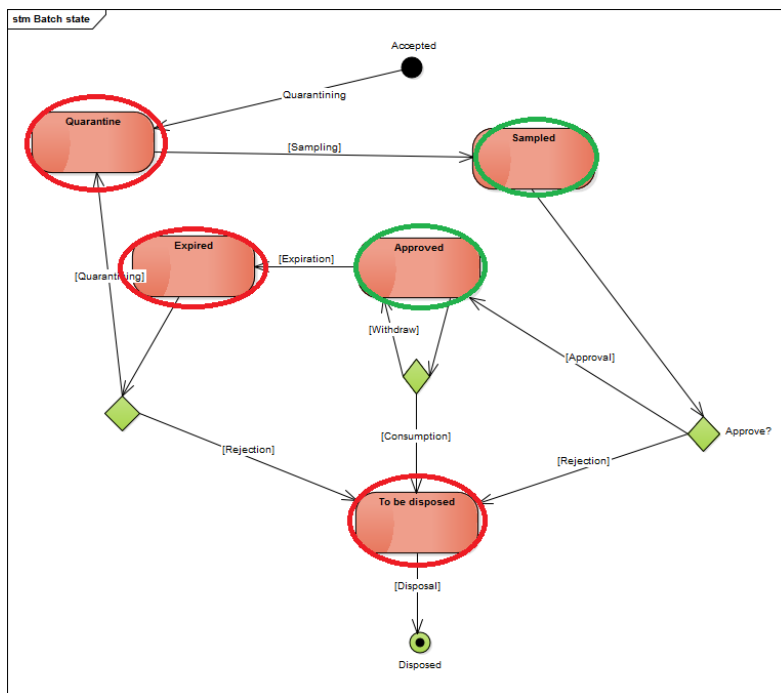 stm Batch state
Accepted
Quarantining
Quarantine
[Sampling]
Sampled
Expired
[Expiration]
Approved
[Quarantining]
[Withdraw]
[Approval]
[Consumption]
Approve?
[Rejection]
[Rejection]
To be disposed
[Disposal]
Disposed